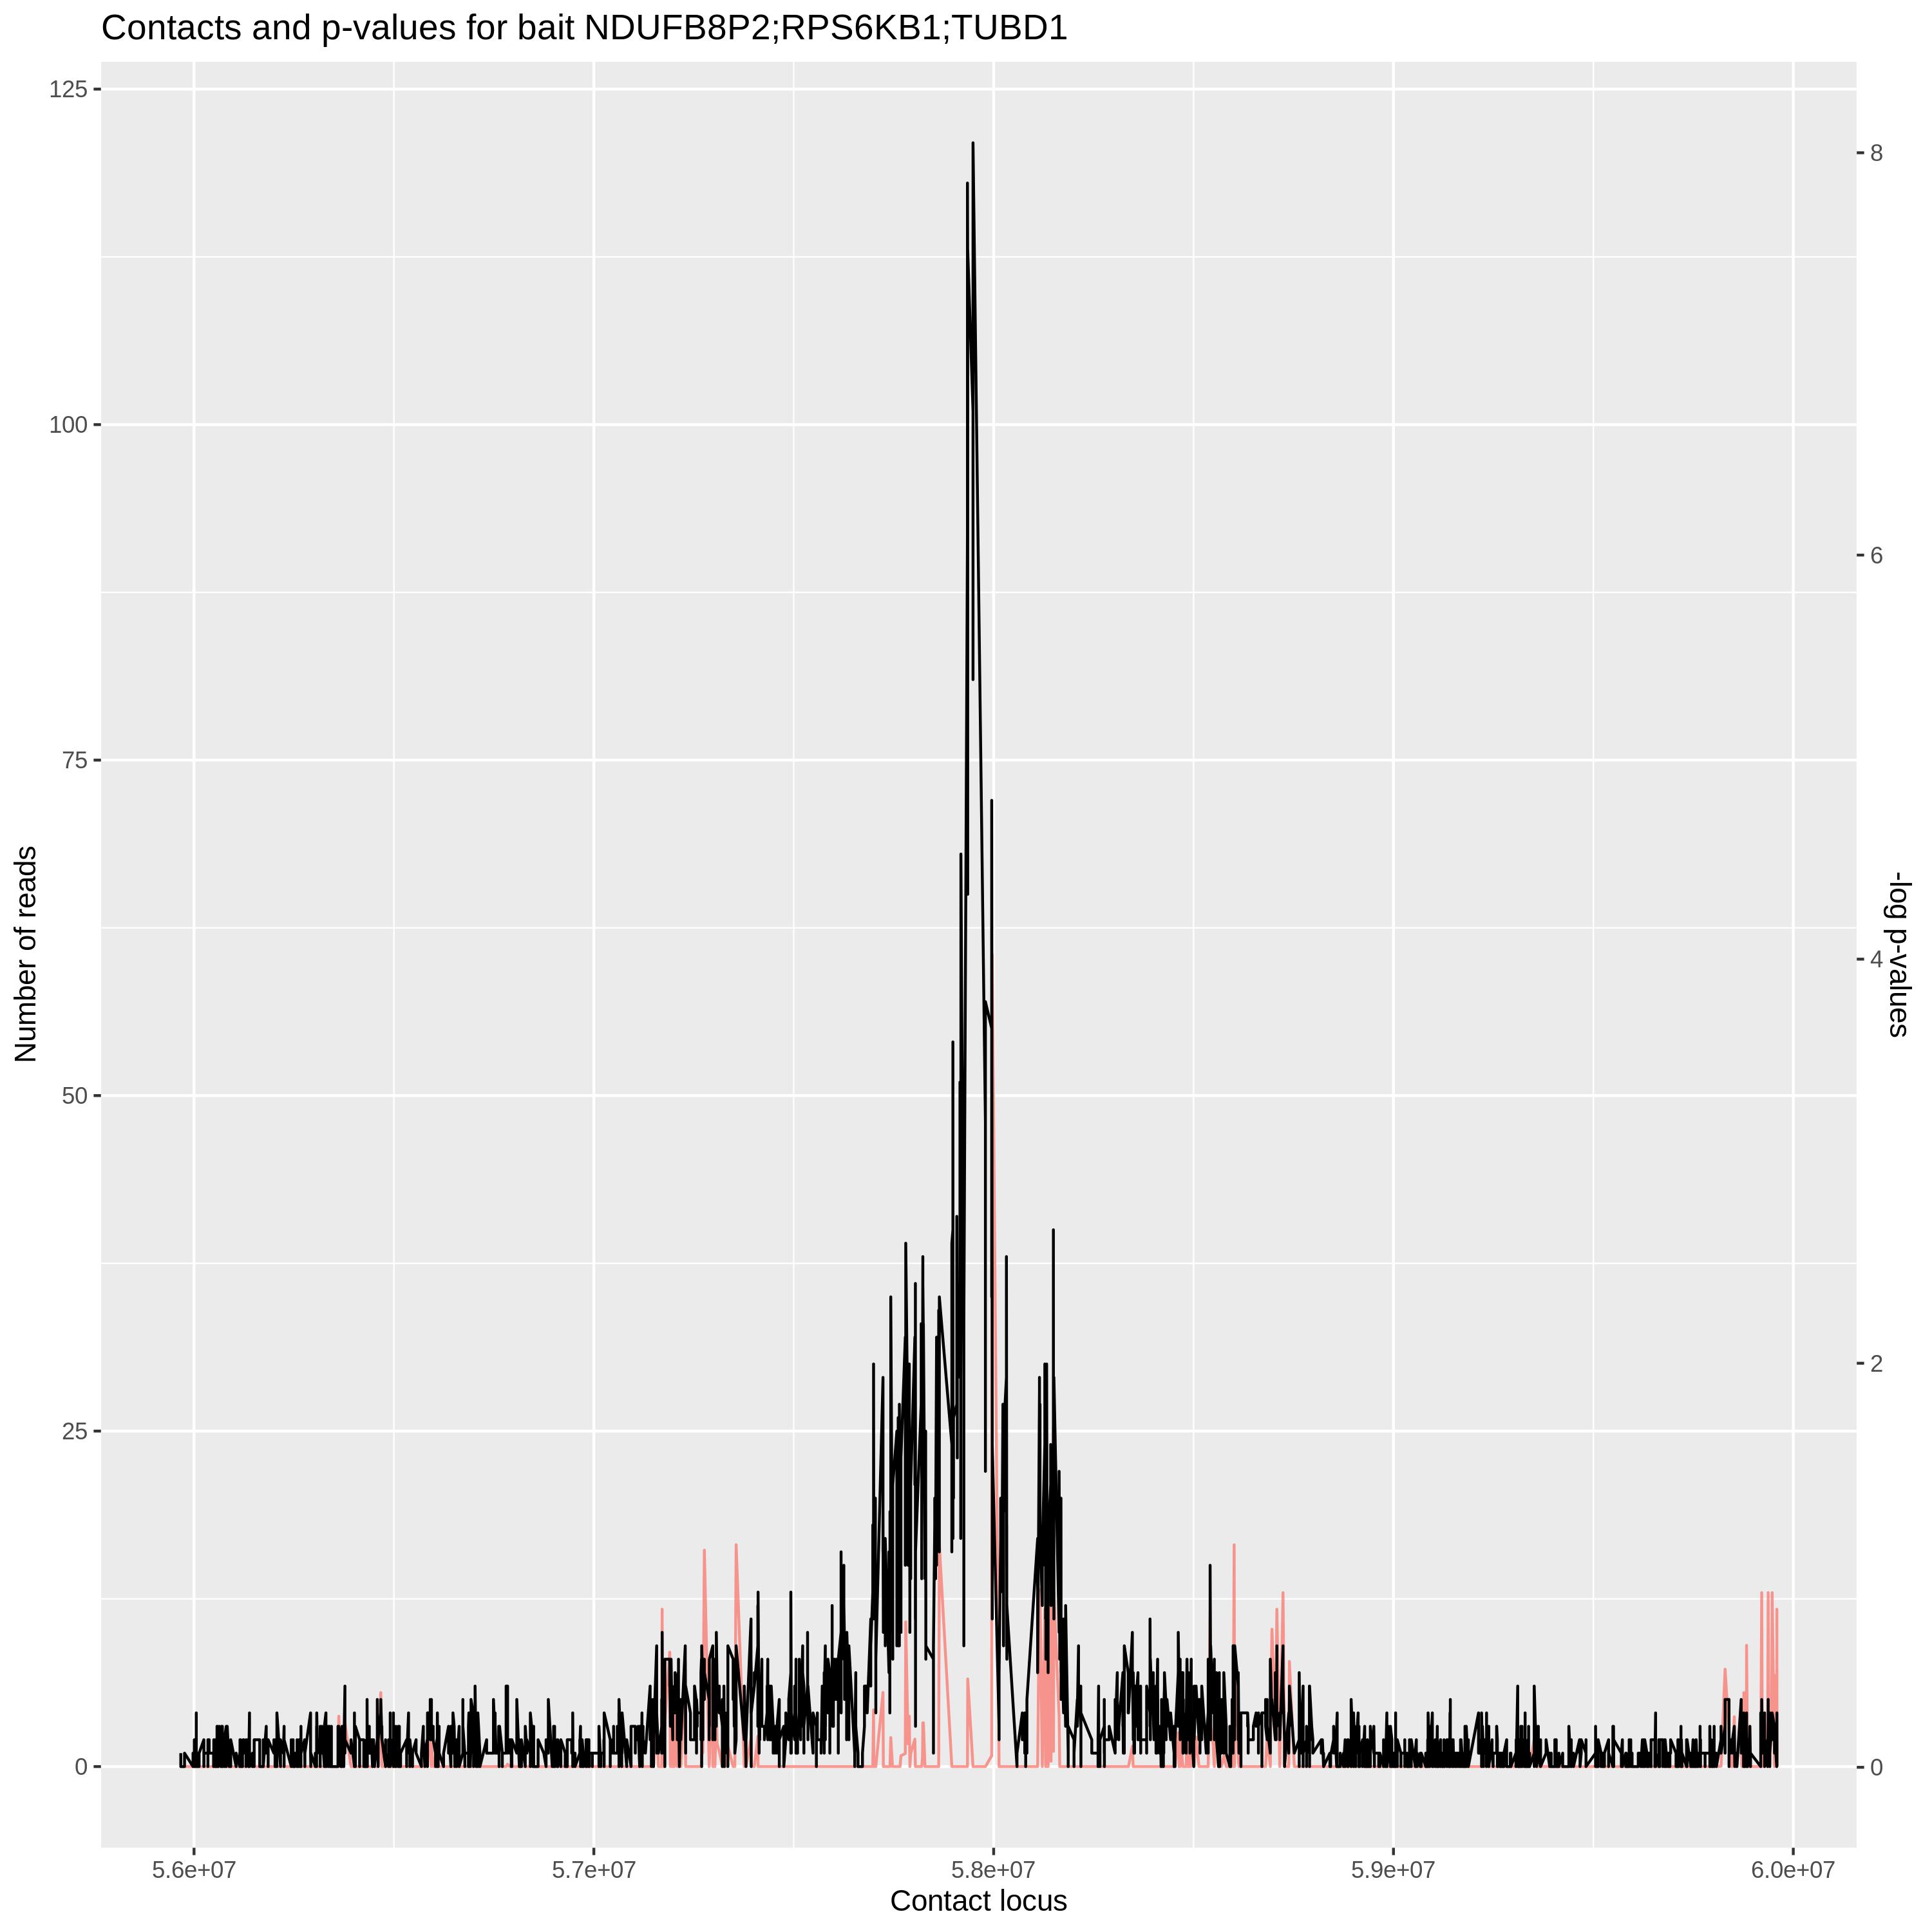 Contacts and p-values for bait NDUFB8P2;RPS6KB1;TUBD1
125
100
75
50
25
0
Number of reads
8
6
4
2
0
-log p-values
5.6e+07
5.7e+07
5.8e+07
5.9e+07
6.0e+07
Contact locus